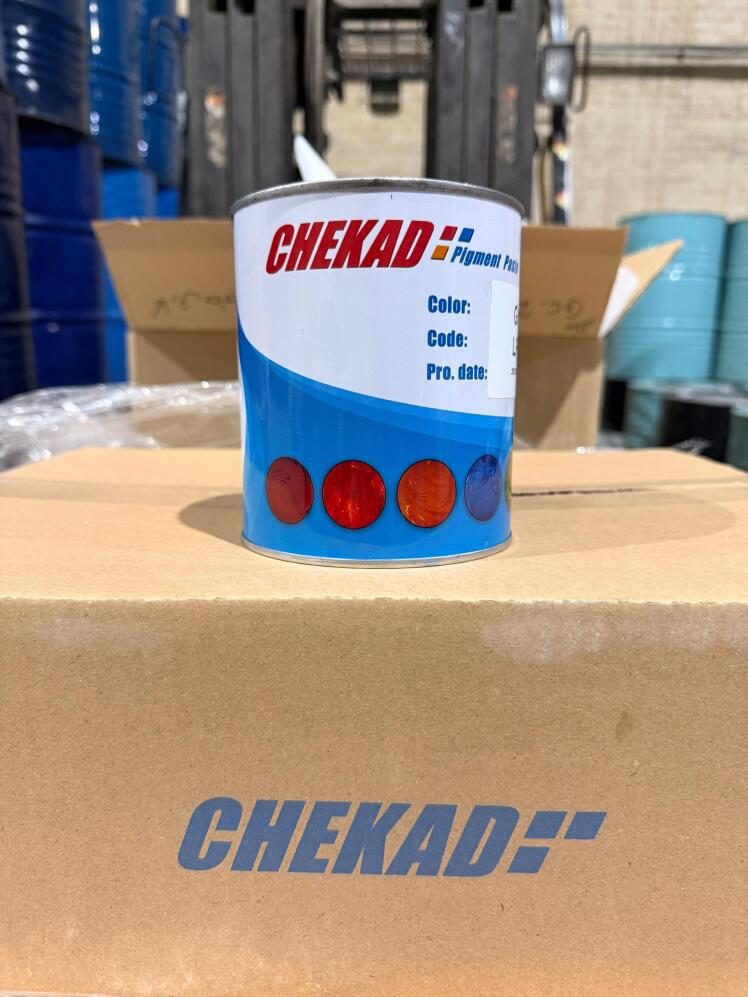 CHEKAD
Pigment Paste
Color:
Code:
Pro. date:
CHEKAD